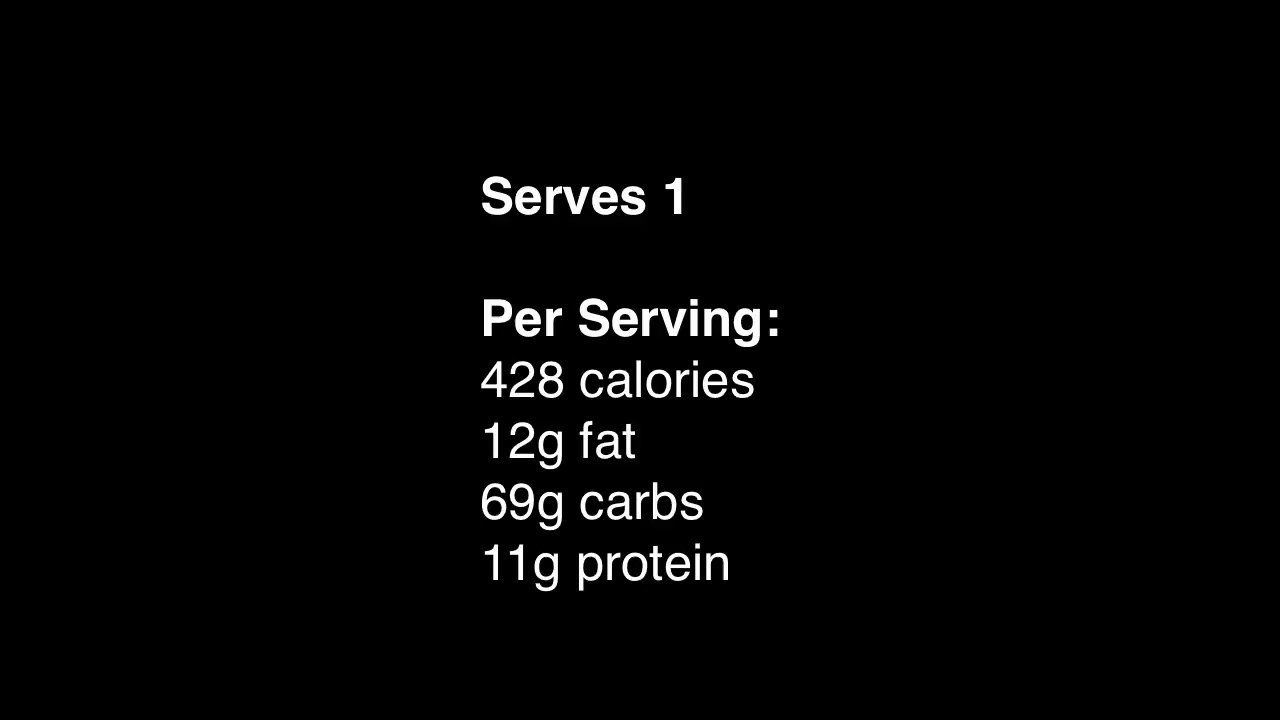 Serves 1
Per Serving:
428 calories
12g fat
69g carbs
11g protein